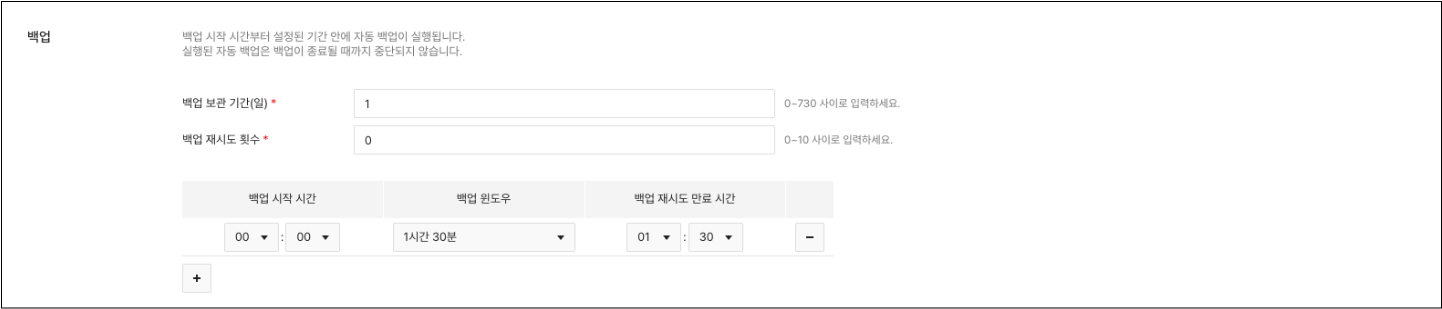 백업
백업 시작 시간부터 설정된 기간 안에 자동 백업이 실행됩니다.
실행된 자동 백업은 백업이 종료될 때까지 중단되지 않습니다.
백업 보관 기간(일) * 1 0~730 사이로 입력하세요.
백업 재시도 횟수 * 0 0~10 사이로 입력하세요.
백업 시작 시간 백업 윈도우 백업 재시도 만료 시간
00 : 00 1시간 30분 01 : 30 −
+